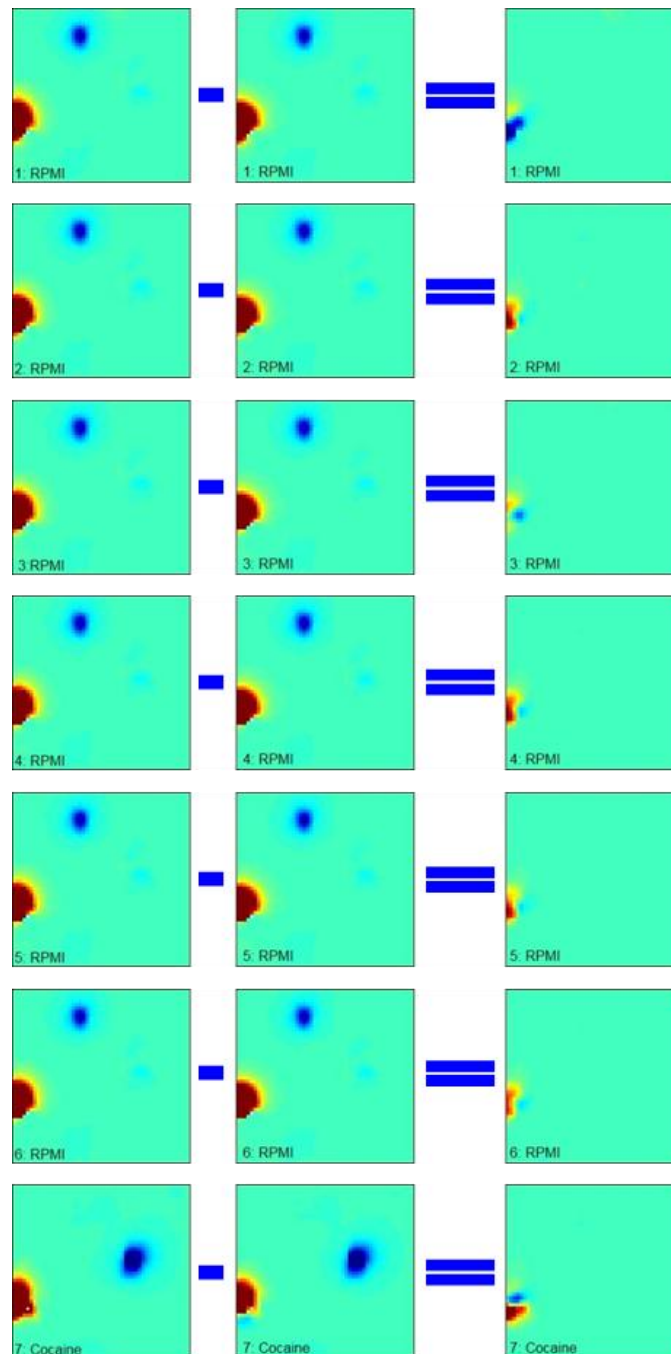 1: RPMI 1: RPMI 1: RPMI
2: RPMI 2: RPMI 2: RPMI
3:RPMI 3: RPMI 3: RPMI
4: RPMI 4: RPMI 4: RPMI
5: RPMI 5: RPMI 5: RPMI
6: RPMI 6: RPMI 6: RPMI
7: Cocaine 7: Cocaine 7: Cocaine